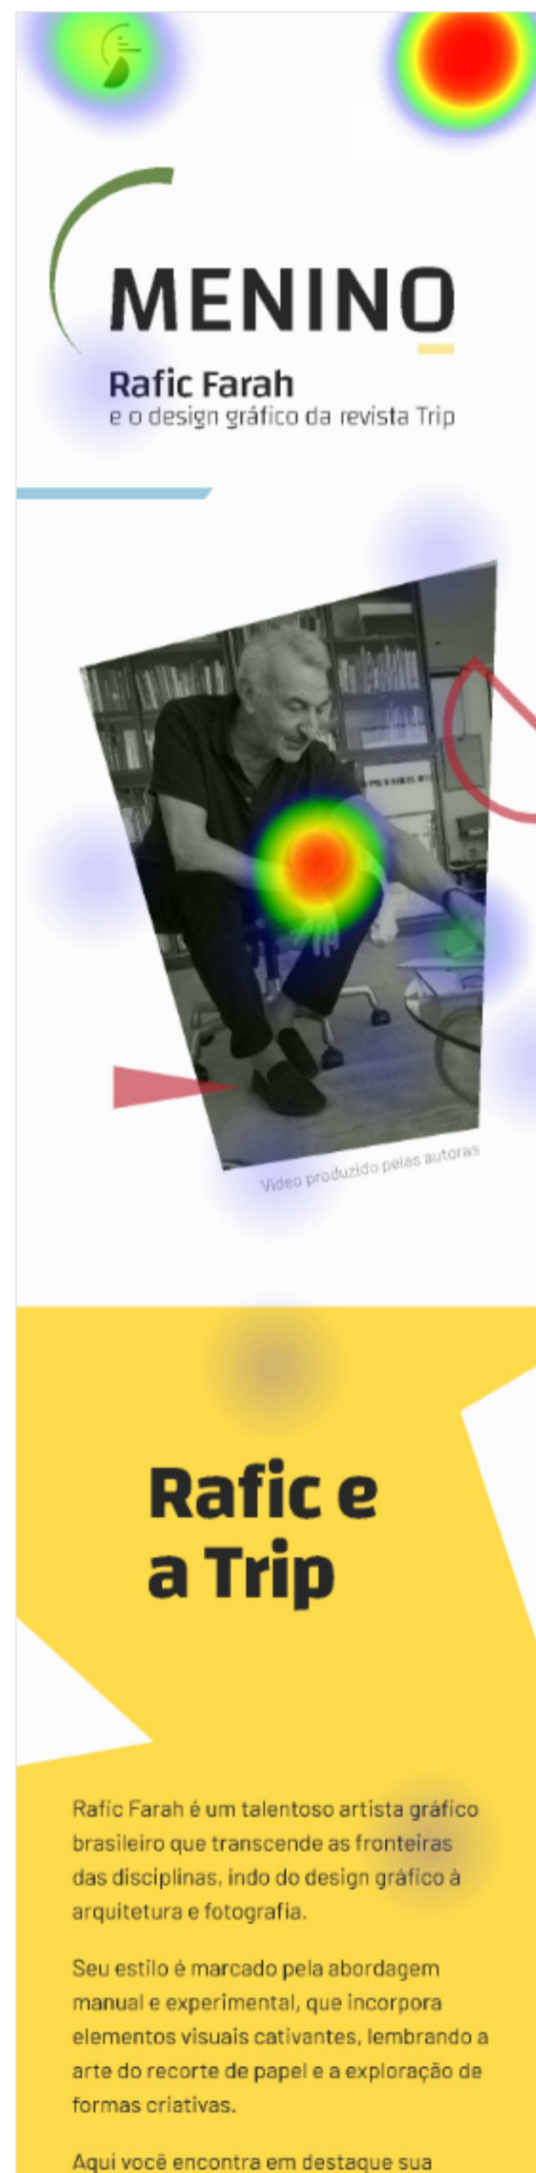 MENINO
Rafic Farah
e o design gráfico da revista Trip
Vídeo produzido pelas autoras
Rafic e
a Trip
Rafic Farah é um talentoso artista gráfico
brasileiro que transcende as fronteiras
das disciplinas, indo do design gráfico à
arquitetura e fotografia.
Seu estilo é marcado pela abordagem
manual e experimental, que incorpora
elementos visuais cativantes, lembrando a
arte do recorte de papel e a exploração de
formas criativas.
Aqui você encontra em destaque sua